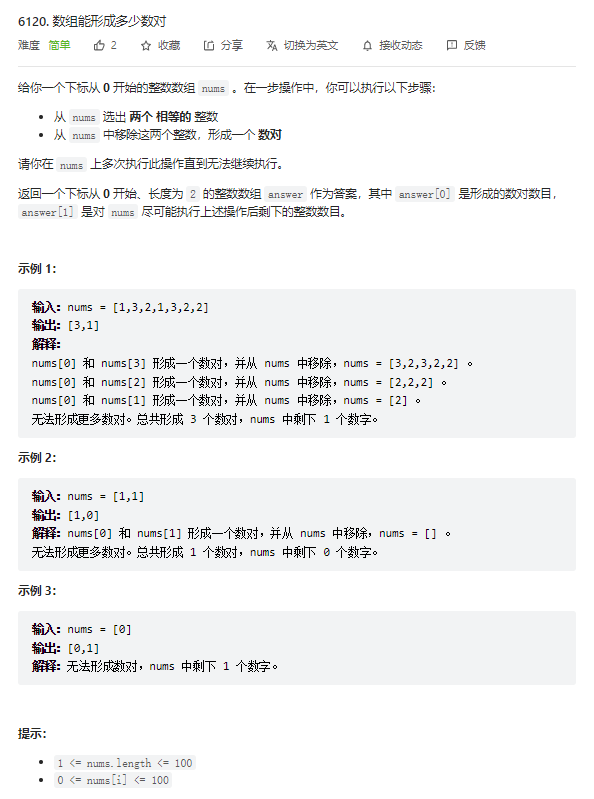 6120. 数组能形成多少数对
难度 简单 2 收藏 分享 切换为英文 接收动态 反馈
给你一个下标从 0 开始的整数数组 nums 。在一步操作中，你可以执行以下步骤：
• 从 nums 选出 两个 相等的 整数
• 从 nums 中移除这两个整数，形成一个 数对
请你在 nums 上多次执行此操作直到无法继续执行。
返回一个下标从 0 开始、长度为 2 的整数数组 answer 作为答案，其中 answer[0] 是形成的数对数目，
answer[1] 是对 nums 尽可能执行上述操作后剩下的整数数目。
示例 1：
输入：nums = [1,3,2,1,3,2,2]
输出：[3,1]
解释：
nums[0] 和 nums[3] 形成一个数对，并从 nums 中移除，nums = [3,2,3,2,2] 。
nums[0] 和 nums[2] 形成一个数对，并从 nums 中移除，nums = [2,2,2] 。
nums[0] 和 nums[1] 形成一个数对，并从 nums 中移除，nums = [2] 。
无法形成更多数对。总共形成 3 个数对，nums 中剩下 1 个数字。
示例 2：
输入：nums = [1,1]
输出：[1,0]
解释：nums[0] 和 nums[1] 形成一个数对，并从 nums 中移除，nums = [] 。
无法形成更多数对。总共形成 1 个数对，nums 中剩下 0 个数字。
示例 3：
输入：nums = [0]
输出：[0,1]
解释：无法形成数对，nums 中剩下 1 个数字。
提示：
• 1 <= nums.length <= 100
• 0 <= nums[i] <= 100